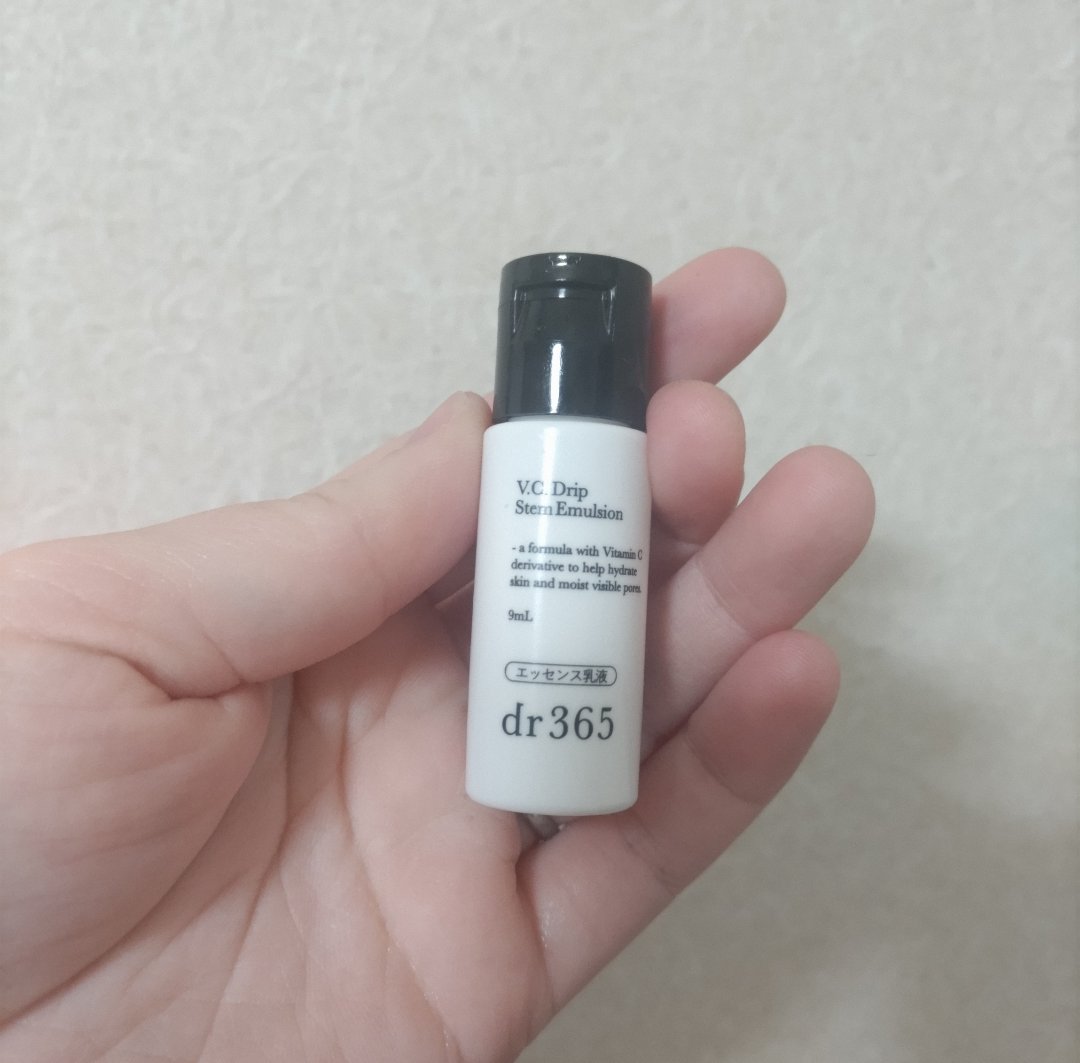 V.C. Drip
Stem Emulsion
- a formula with Vitamin C
derivative to help hydrate
skin and moist visible pores.
9mL
エッセンス乳液
dr365